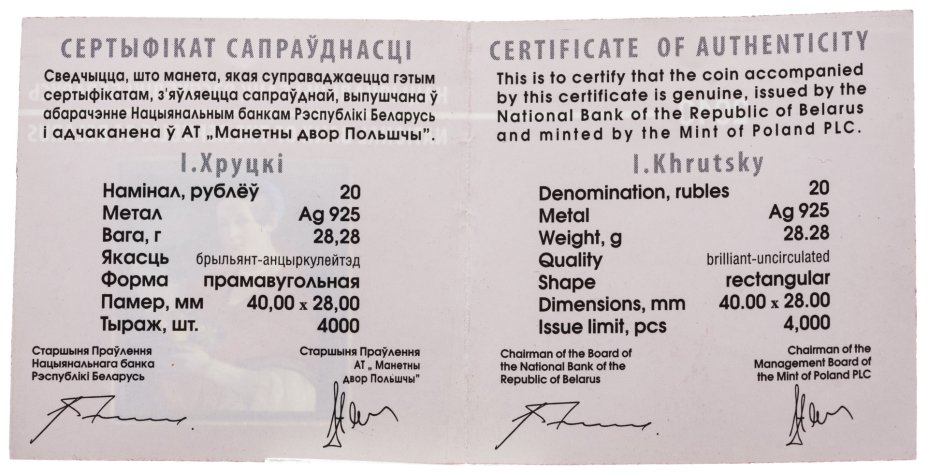 СЕРТЫФІКАТ САПРАЎДНАСЦІ
Сведчыцца, што манета, якая суправаджаецца гэтым
сертыфікатам, з'яўляецца сапраўднай, выпушчана ў
абарачэнне Нацыянальным банкам Рэспублікі Беларусь
і адчаканена ў АТ „Манетны двор Польшчы”.
І.Хруцкі
Намінал, рублёў 20
Метал Ag 925
Вага, г 28,28
Якасць брыльянт-анцыркулейтэд
Форма прамавугольная
Памер, мм 40,00 x 28,00
Тыраж, шт. 4000
Старшыня Праўлення
Нацыянальнага банка
Рэспублікі Беларусь
Старшыня Праўлення
АТ „ Манетны
двор Польшчы”
CERTIFICATE OF AUTHENTICITY
This is to certify that the coin accompanied
by this certificate is genuine, issued by the
National Bank of the Republic of Belarus
and minted by the Mint of Poland PLC.
I.Khrutsky
Denomination, rubles 20
Metal Ag 925
Weight, g 28.28
Quality brilliant-uncirculated
Shape rectangular
Dimensions, mm 40.00 x 28.00
Issue limit, pcs 4,000
Chairman of the Board of
the National Bank of the
Republic of Belarus
Chairman of the
Management Board of
the Mint of Poland PLC